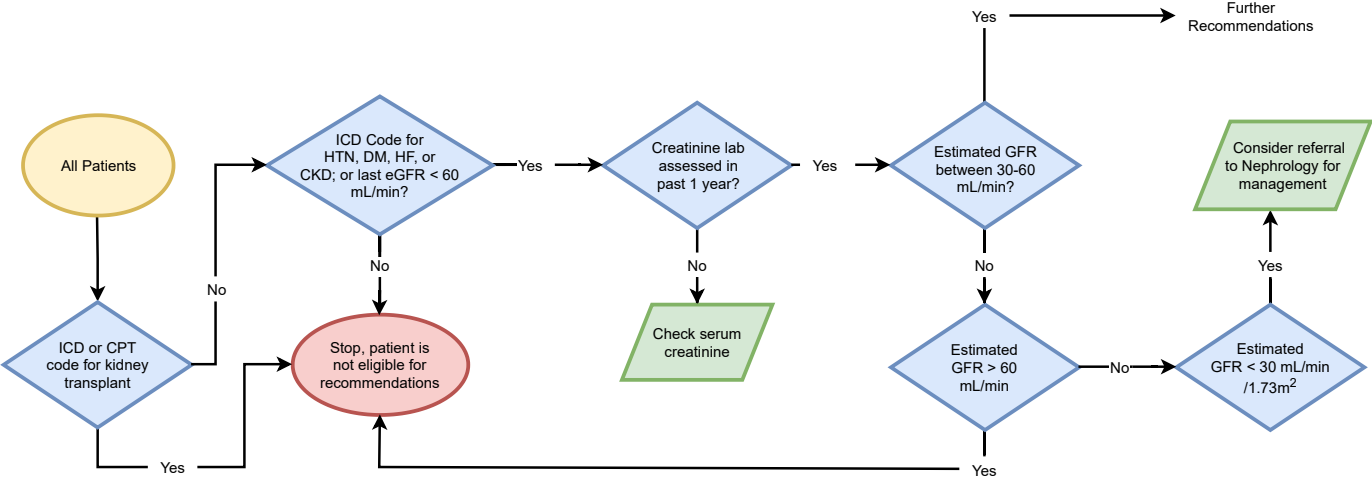 All Patients
ICD or CPT
code for kidney
transplant
No
Yes
ICD Code for
HTN, DM, HF, or
CKD; or last eGFR < 60
mL/min?
Yes
No
Stop, patient is
not eligible for
recommendations
Creatinine lab
assessed in
past 1 year?
Yes
No
Check serum
creatinine
Estimated GFR
between 30-60
mL/min?
Yes
Further
Recommendations
No
Estimated
GFR > 60
mL/min
Yes
No
Estimated
GFR < 30 mL/min
/1.73m²
Yes
Consider referral
to Nephrology for
management